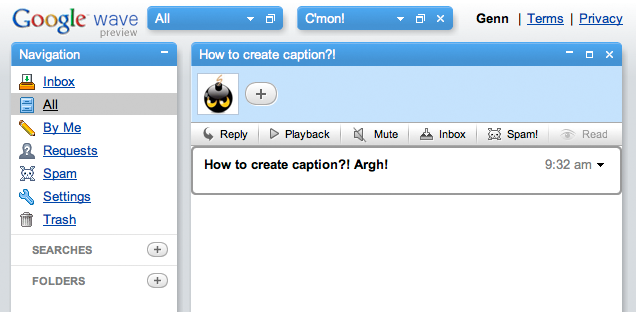 Google wave
preview
All
C'mon!
Genn | Terms | Privacy
Navigation
Inbox
All
By Me
Requests
Spam
Settings
Trash
SEARCHES
FOLDERS
How to create caption?!
Reply Playback Mute Inbox Spam! Read
How to create caption?! Argh! 9:32 am